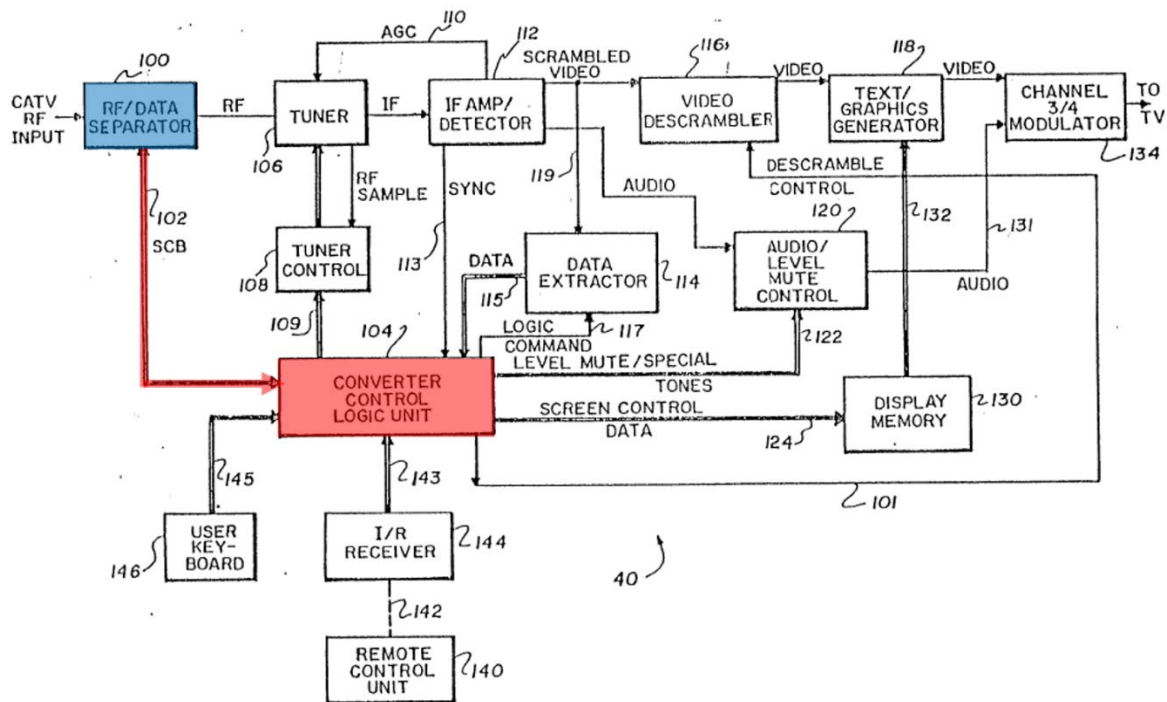 110
AGC
112
SCRAMBLED
VIDEO
116
VIDEO
118
VIDEO
100
CATV
RF
INPUT
RF/DATA
SEPARATOR
RF
TUNER
106
IF
IF AMP/
DETECTOR
VIDEO
DESCRAMBLER
TEXT/
GRAPHICS
GENERATOR
CHANNEL
3/4
MODULATOR
134
TO
TV
102
SCB
RF
SAMPLE
SYNC
113
119
AUDIO
DESCRAMBLE
CONTROL
132
131
TUNER
CONTROL
108
109
DATA
115
DATA
EXTRACTOR
114
120
AUDIO/
LEVEL
MUTE
CONTROL
AUDIO
122
104
LOGIC
COMMAND
117
LEVEL MUTE/SPECIAL
TONES
CONVERTER
CONTROL
LOGIC UNIT
SCREEN CONTROL
DATA
124
DISPLAY
MEMORY
130
101
145
143
USER
KEY-
BOARD
146
I/R
RECEIVER
144
40
142
REMOTE
CONTROL
UNIT
140